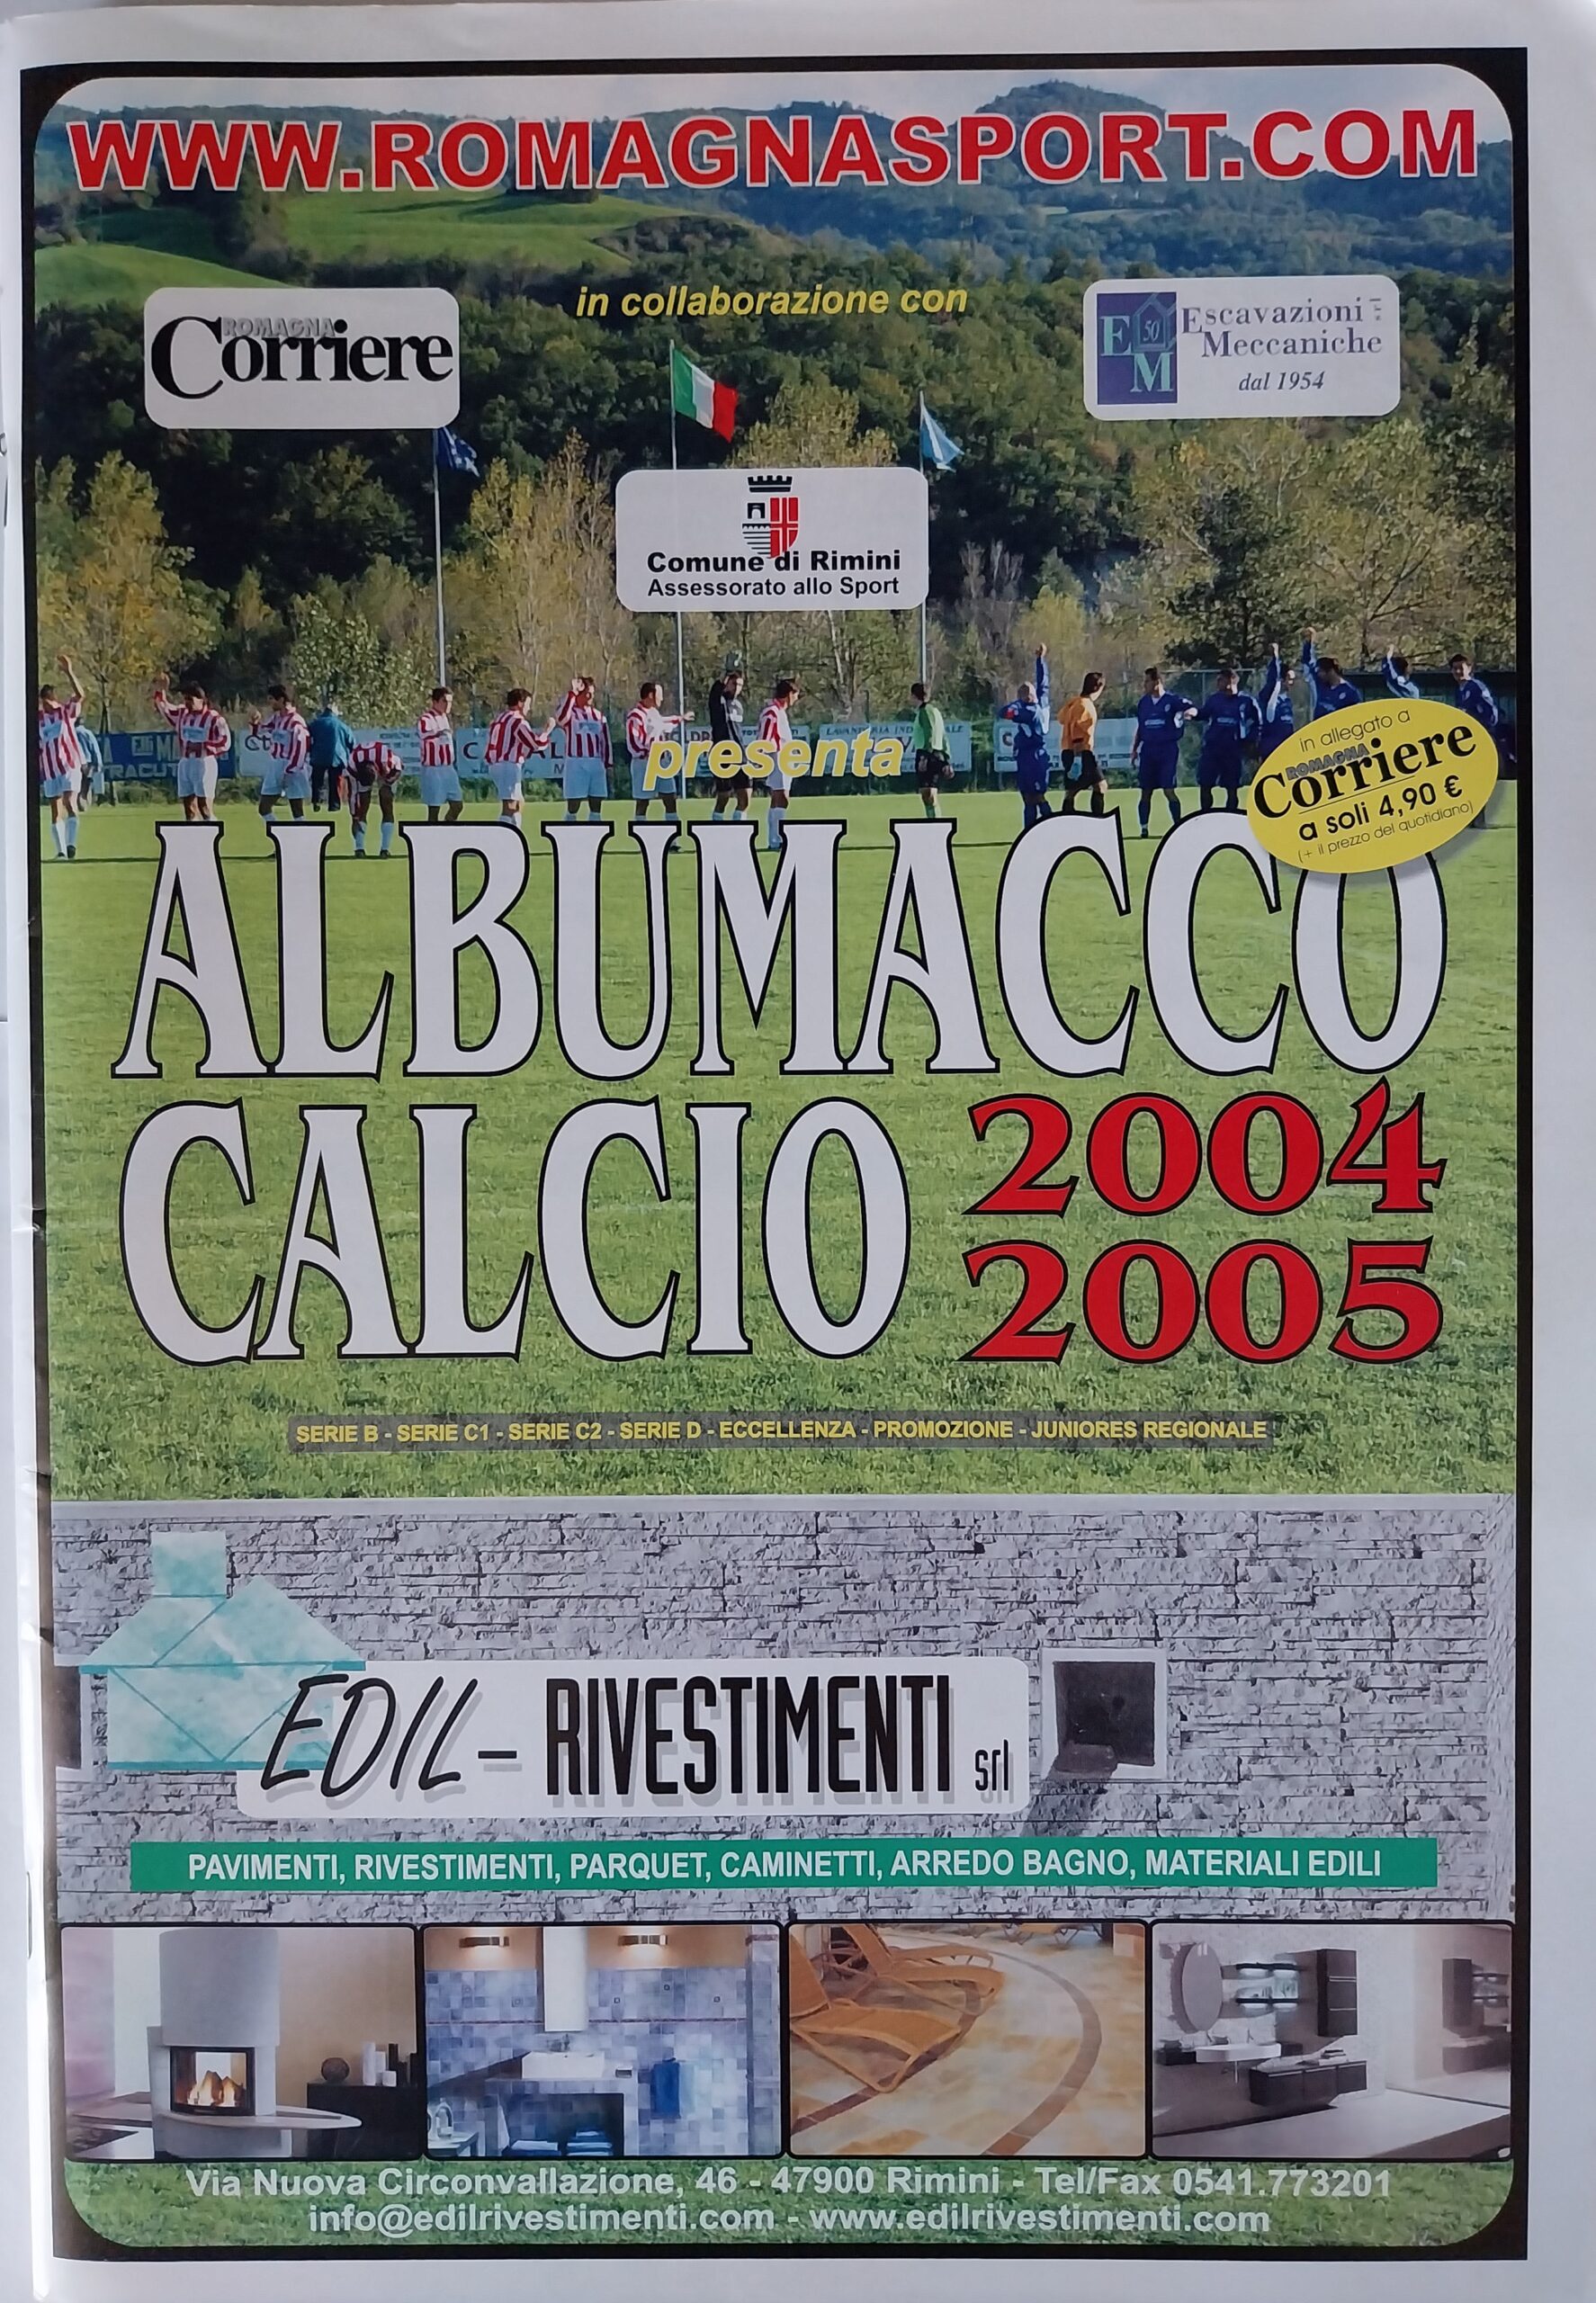 WWW.ROMAGNASPORT.COM
in collaborazione con
ROMAGNA
Corriere
EM 50
Escavazioni
Meccaniche
dal 1954
Comune di Rimini
Assessorato allo Sport
presenta
in allegato a
ROMAGNA
Corriere
a soli 4,90 €
(+ il prezzo del quotidiano)
ALBUMACCO
CALCIO
2004
2005
SERIE B - SERIE C1 - SERIE C2 - SERIE D - ECCELLENZA - PROMOZIONE - JUNIORES REGIONALE
EDIL - RIVESTIMENTI srl
PAVIMENTI, RIVESTIMENTI, PARQUET, CAMINETTI, ARREDO BAGNO, MATERIALI EDILI
Via Nuova Circonvallazione, 46 - 47900 Rimini - Tel/Fax 0541.773201
info@edilrivestimenti.com - www.edilrivestimenti.com